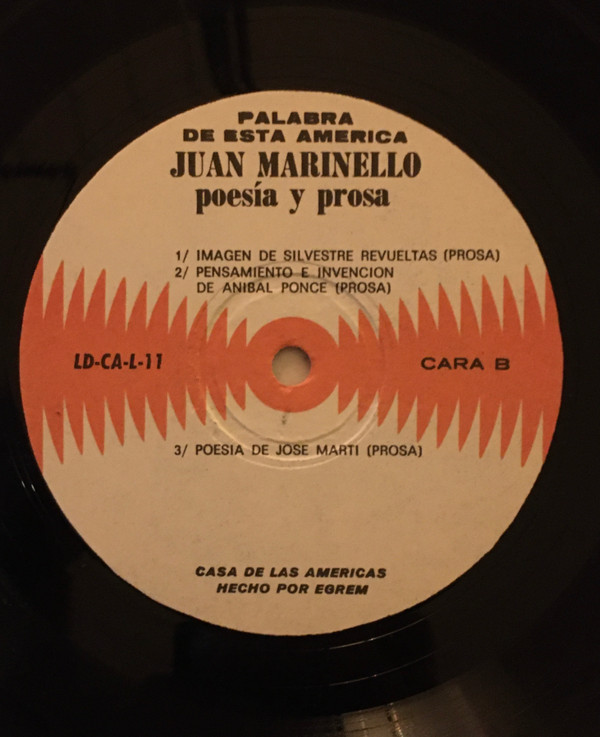 PALABRA
DE ESTA AMERICA
JUAN MARINELLO
poesía y prosa
1/ IMAGEN DE SILVESTRE REVUELTAS (PROSA)
2/ PENSAMIENTO E INVENCION
DE ANIBAL PONCE (PROSA)
LD-CA-L-11
CARA B
3/ POESIA DE JOSE MARTI (PROSA)
CASA DE LAS AMERICAS
HECHO POR EGREM